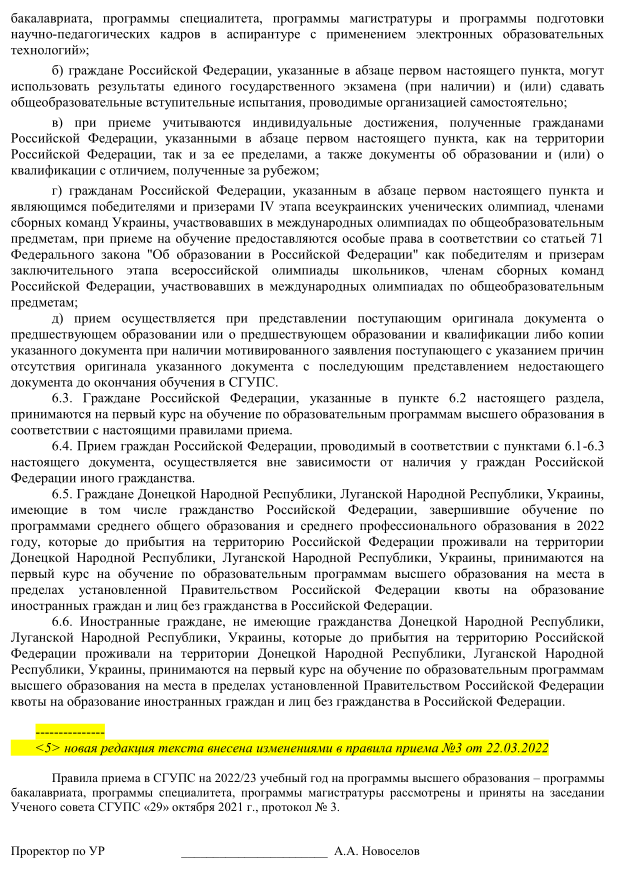 бакалавриата, программы специалитета, программы магистратуры и программы подготовки
научно-педагогических кадров в аспирантуре с применением электронных образовательных
технологий»;
б) граждане Российской Федерации, указанные в абзаце первом настоящего пункта, могут
использовать результаты единого государственного экзамена (при наличии) и (или) сдавать
общеобразовательные вступительные испытания, проводимые организацией самостоятельно;
в) при приеме учитываются индивидуальные достижения, полученные гражданами
Российской Федерации, указанными в абзаце первом настоящего пункта, как на территории
Российской Федерации, так и за ее пределами, а также документы об образовании и (или) о
квалификации с отличием, полученные за рубежом;
г) гражданам Российской Федерации, указанным в абзаце первом настоящего пункта и
являющимся победителями и призерами IV этапа всеукраинских ученических олимпиад, членами
сборных команд Украины, участвовавших в международных олимпиадах по общеобразовательным
предметам, при приеме на обучение предоставляются особые права в соответствии со статьей 71
Федерального закона "Об образовании в Российской Федерации" как победителям и призерам
заключительного этапа всероссийской олимпиады школьников, членам сборных команд
Российской Федерации, участвовавших в международных олимпиадах по общеобразовательным
предметам;
д) прием осуществляется при представлении поступающим оригинала документа о
предшествующем образовании или о предшествующем образовании и квалификации либо копии
указанного документа при наличии мотивированного заявления поступающего с указанием причин
отсутствия оригинала указанного документа с последующим представлением недостающего
документа до окончания обучения в СГУПС.
6.3. Граждане Российской Федерации, указанные в пункте 6.2 настоящего раздела,
принимаются на первый курс на обучение по образовательным программам высшего образования в
соответствии с настоящими правилами приема.
6.4. Прием граждан Российской Федерации, проводимый в соответствии с пунктами 6.1-6.3
настоящего документа, осуществляется вне зависимости от наличия у граждан Российской
Федерации иного гражданства.
6.5. Граждане Донецкой Народной Республики, Луганской Народной Республики, Украины,
имеющие в том числе гражданство Российской Федерации, завершившие обучение по
программами среднего общего образования и среднего профессионального образования в 2022
году, которые до прибытия на территорию Российской Федерации проживали на территории
Донецкой Народной Республики, Луганской Народной Республики, Украины, принимаются на
первый курс на обучение по образовательным программам высшего образования на места в
пределах установленной Правительством Российской Федерации квоты на образование
иностранных граждан и лиц без гражданства в Российской Федерации.
6.6. Иностранные граждане, не имеющие гражданства Донецкой Народной Республики,
Луганской Народной Республики, Украины, которые до прибытия на территорию Российской
Федерации проживали на территории Донецкой Народной Республики, Луганской Народной
Республики, Украины, принимаются на первый курс на обучение по образовательным программам
высшего образования на места в пределах установленной Правительством Российской Федерации
квоты на образование иностранных граждан и лиц без гражданства в Российской Федерации.
---------------
<5> новая редакция текста внесена изменениями в правила приема №3 от 22.03.2022
Правила приема в СГУПС на 2022/23 учебный год на программы высшего образования – программы
бакалавриата, программы специалитета, программы магистратуры рассмотрены и приняты на заседании
Ученого совета СГУПС «29» октября 2021 г., протокол № 3.
Проректор по УР ________________________ А.А. Новоселов